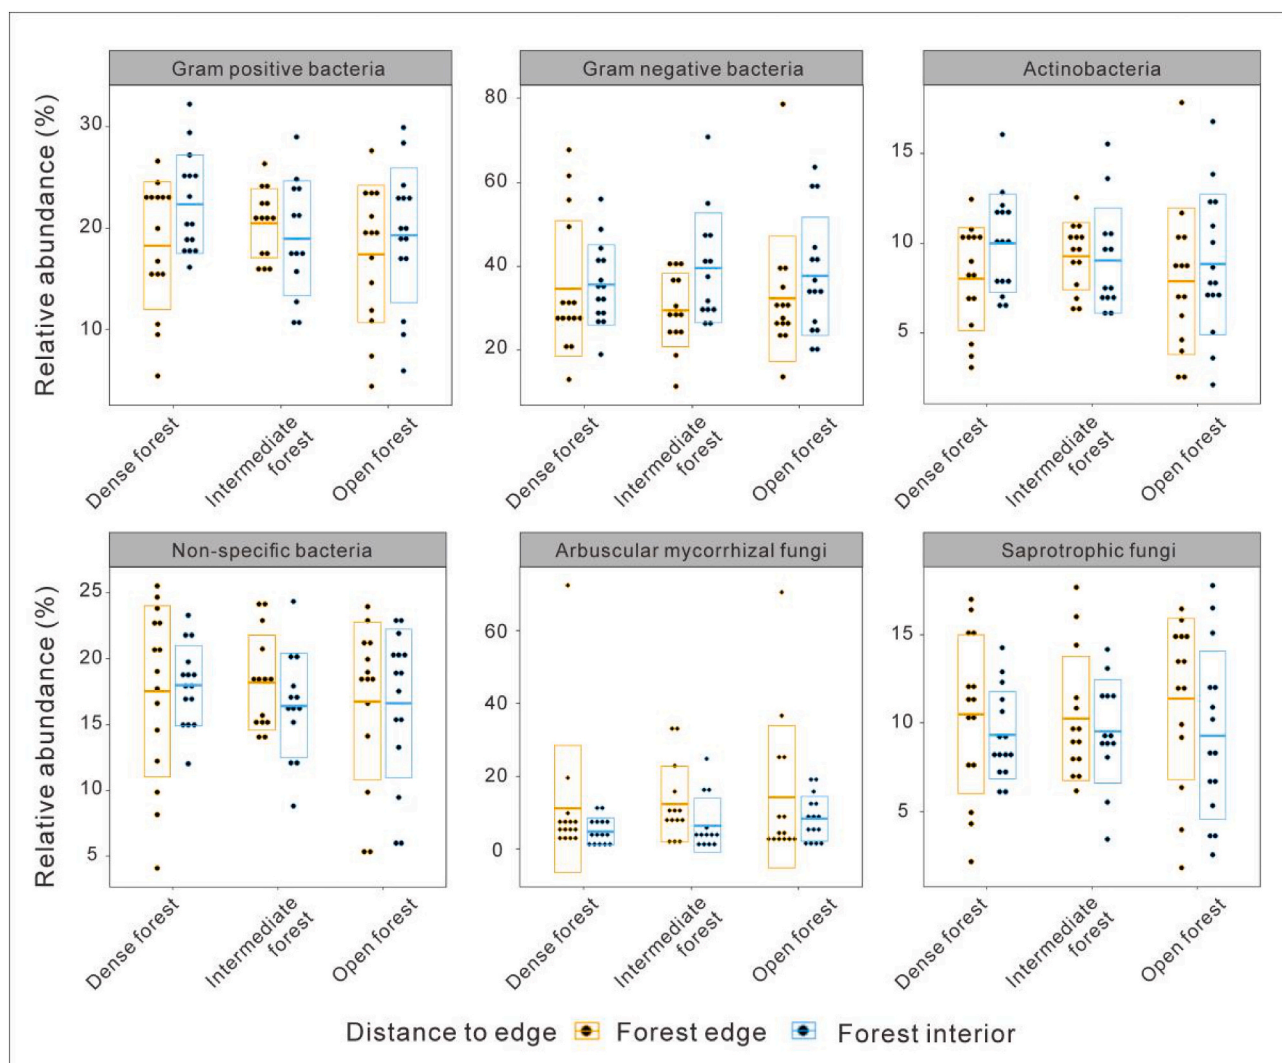 Gram positive bacteria
Gram negative bacteria
Actinobacteria
Relative abundance (%)
30
20
10
80
60
40
20
15
10
5
Dense forest
Intermediate
forest
Open forest
Dense forest
Intermediate
forest
Open forest
Dense forest
Intermediate
forest
Open forest
Non-specific bacteria
Arbuscular mycorrhizal fungi
Saprotrophic fungi
Relative abundance (%)
25
20
15
10
5
60
40
20
0
15
10
5
Dense forest
Intermediate
forest
Open forest
Dense forest
Intermediate
forest
Open forest
Dense forest
Intermediate
forest
Open forest
Distance to edge Forest edge Forest interior